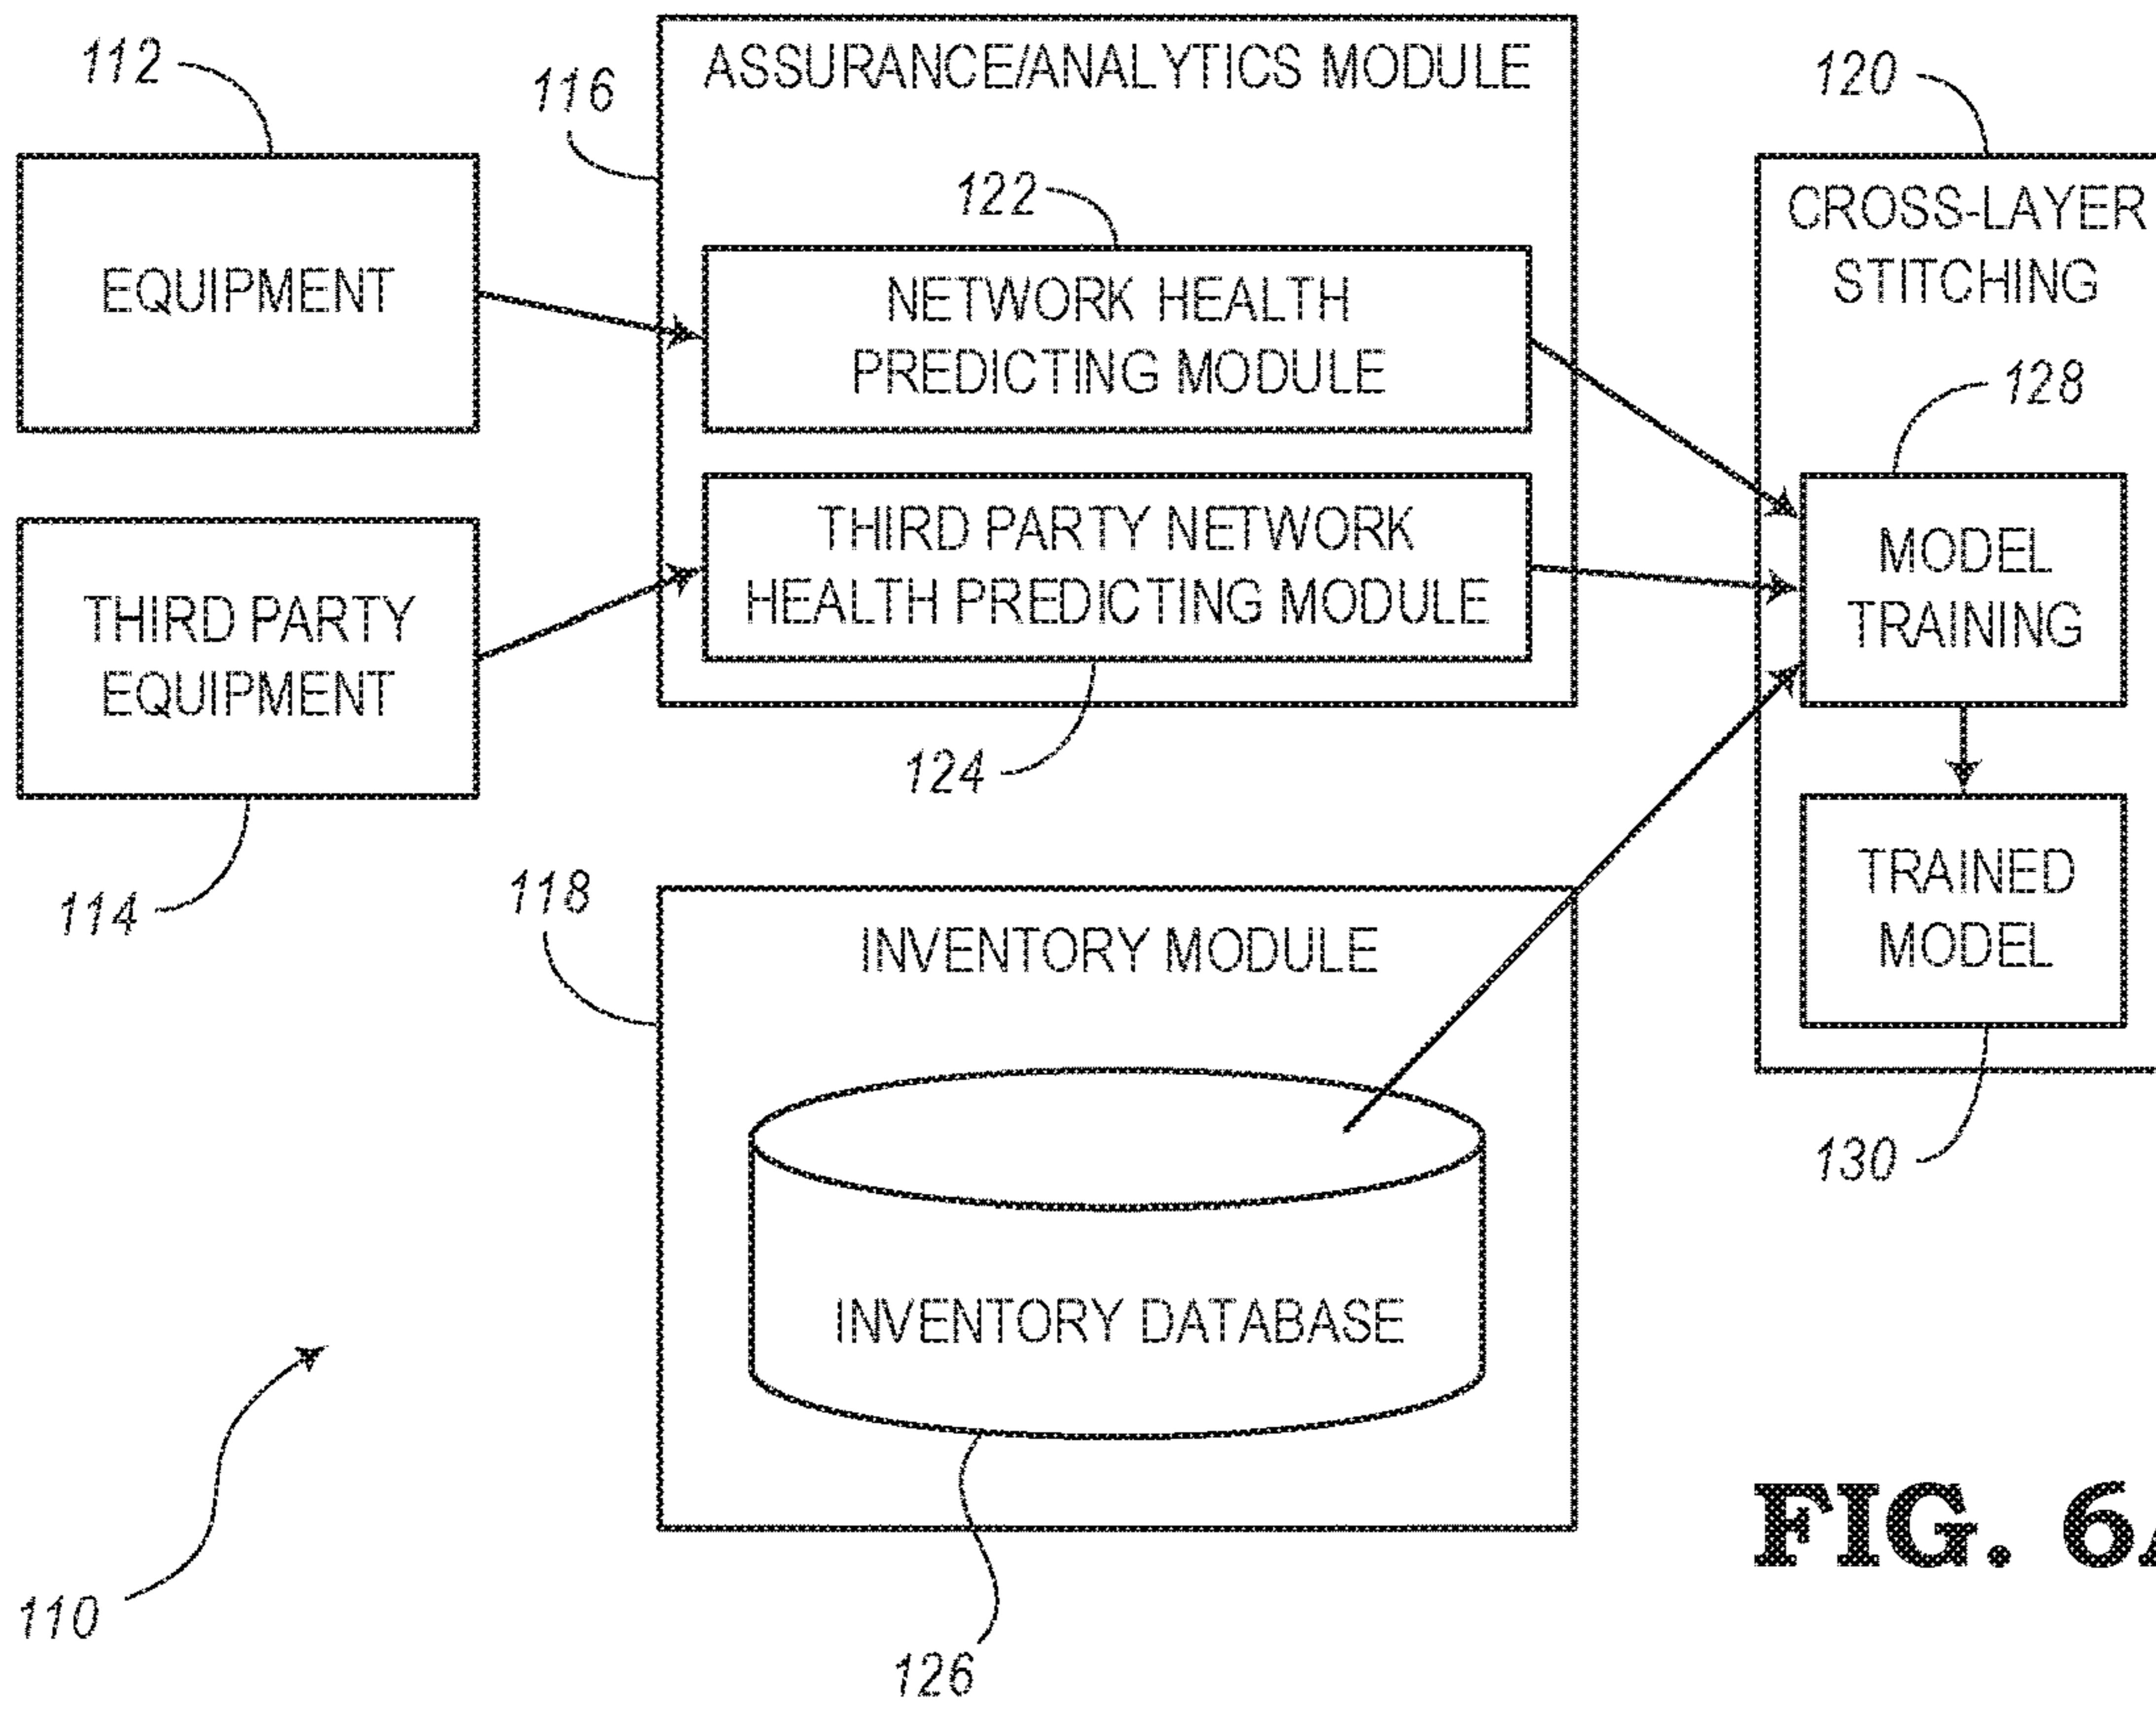 112
EQUIPMENT
THIRD PARTY
EQUIPMENT
114
116
ASSURANCE/ANALYTICS MODULE
122
NETWORK HEALTH
PREDICTING MODULE
THIRD PARTY NETWORK
HEALTH PREDICTING MODULE
124
118
INVENTORY MODULE
INVENTORY DATABASE
126
120
CROSS-LAYER
STITCHING
128
MODEL
TRAINING
TRAINED
MODEL
130
110
FIG. 6